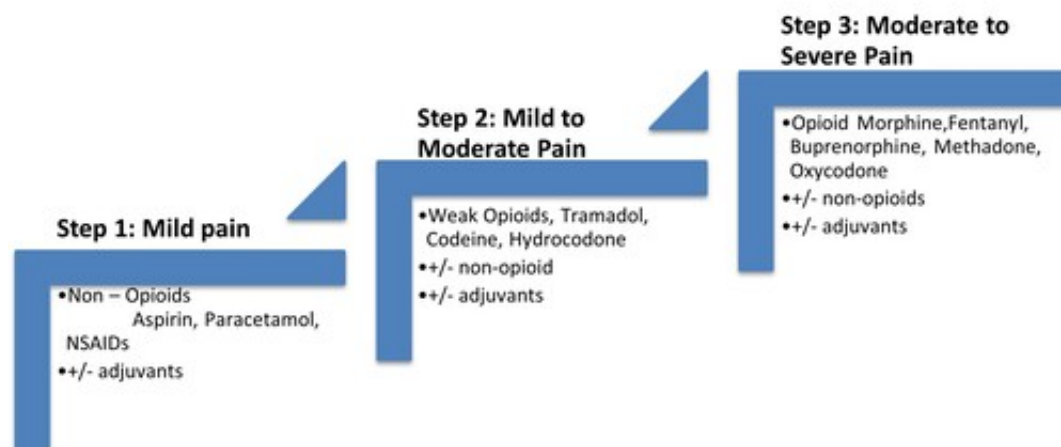 Step 1: Mild pain
•Non – Opioids
Aspirin, Paracetamol,
NSAIDs
•+/- adjuvants
Step 2: Mild to
Moderate Pain
•Weak Opioids, Tramadol,
Codeine, Hydrocodone
•+/- non-opioid
•+/- adjuvants
Step 3: Moderate to
Severe Pain
•Opioid Morphine,Fentanyl,
Buprenorphine, Methadone,
Oxycodone
•+/- non-opioids
•+/- adjuvants